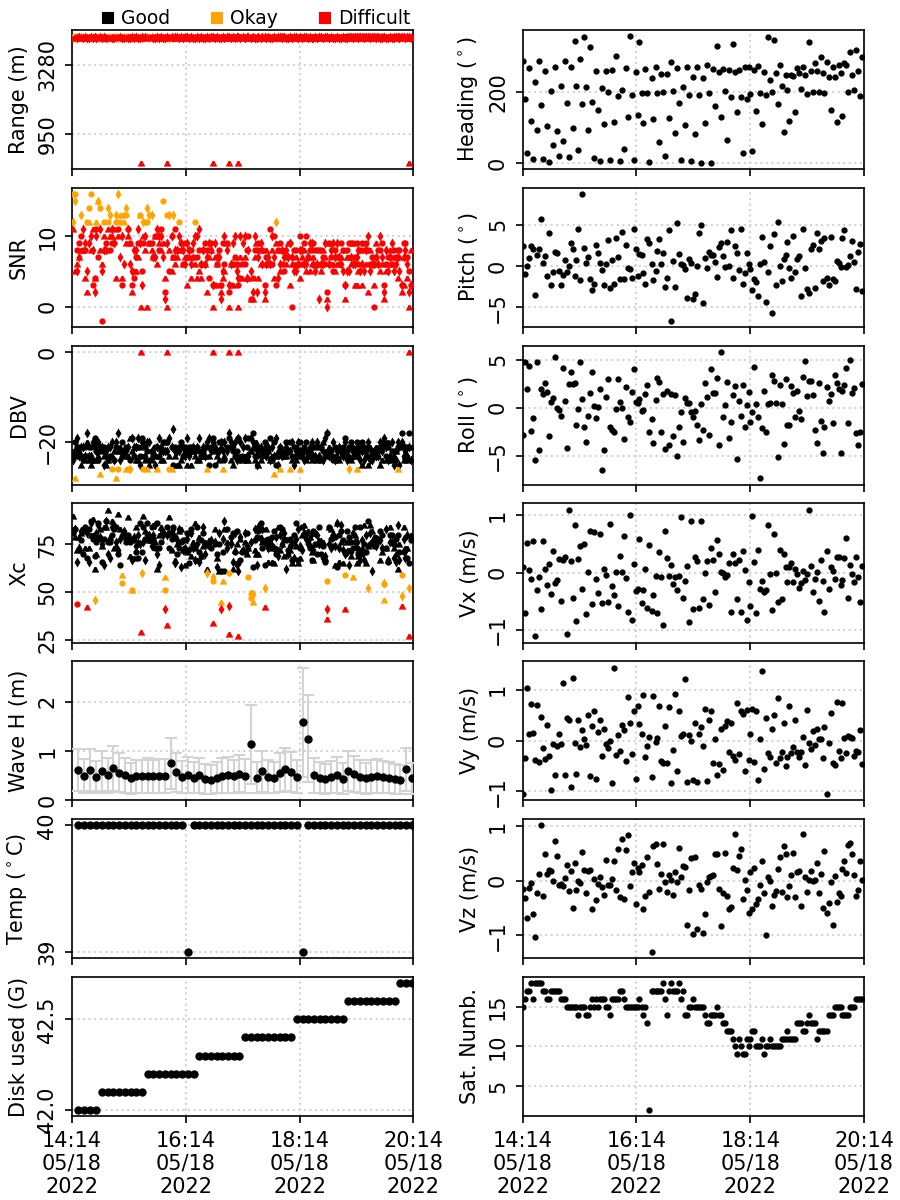 Good Okay Difficult
Range (m)
3280
950
Heading (°)
200
0
SNR
10
0
Pitch (°)
5
0
−5
DBV
0
−20
Roll (°)
5
0
−5
Xc
75
50
25
Vx (m/s)
1
0
−1
Wave H (m)
2
1
0
Vy (m/s)
1
0
−1
Temp (°C)
40
39
Vz (m/s)
1
0
−1
Disk used (G)
42.5
42.0
Sat. Numb.
15
10
5
14:14 16:14 18:14 20:14
05/18 05/18 05/18 05/18
2022 2022 2022 2022
14:14 16:14 18:14 20:14
05/18 05/18 05/18 05/18
2022 2022 2022 2022